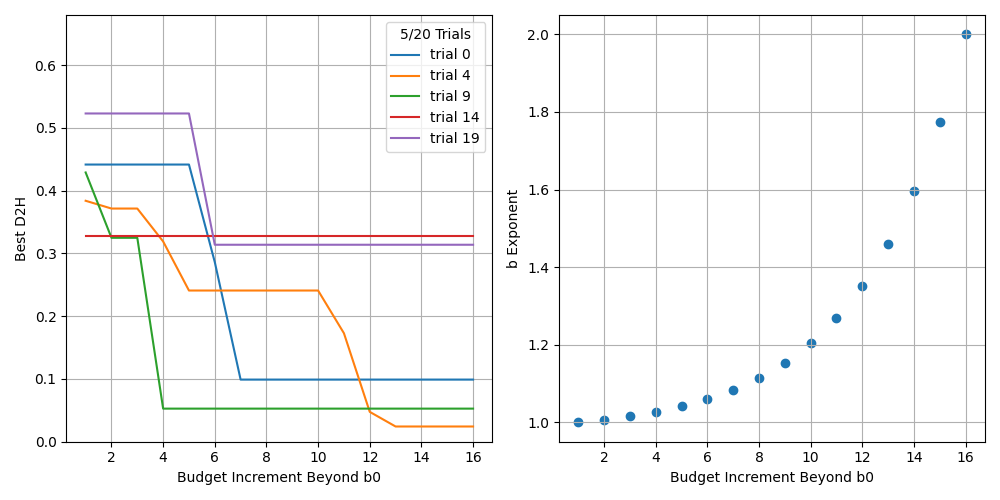 5/20 Trials
trial 0
trial 4
trial 9
trial 14
trial 19
0.6
0.5
0.4
0.3
0.2
0.1
0.0
Best D2H
2 4 6 8 10 12 14 16
Budget Increment Beyond b0
2.0
1.8
1.6
1.4
1.2
1.0
b Exponent
2 4 6 8 10 12 14 16
Budget Increment Beyond b0